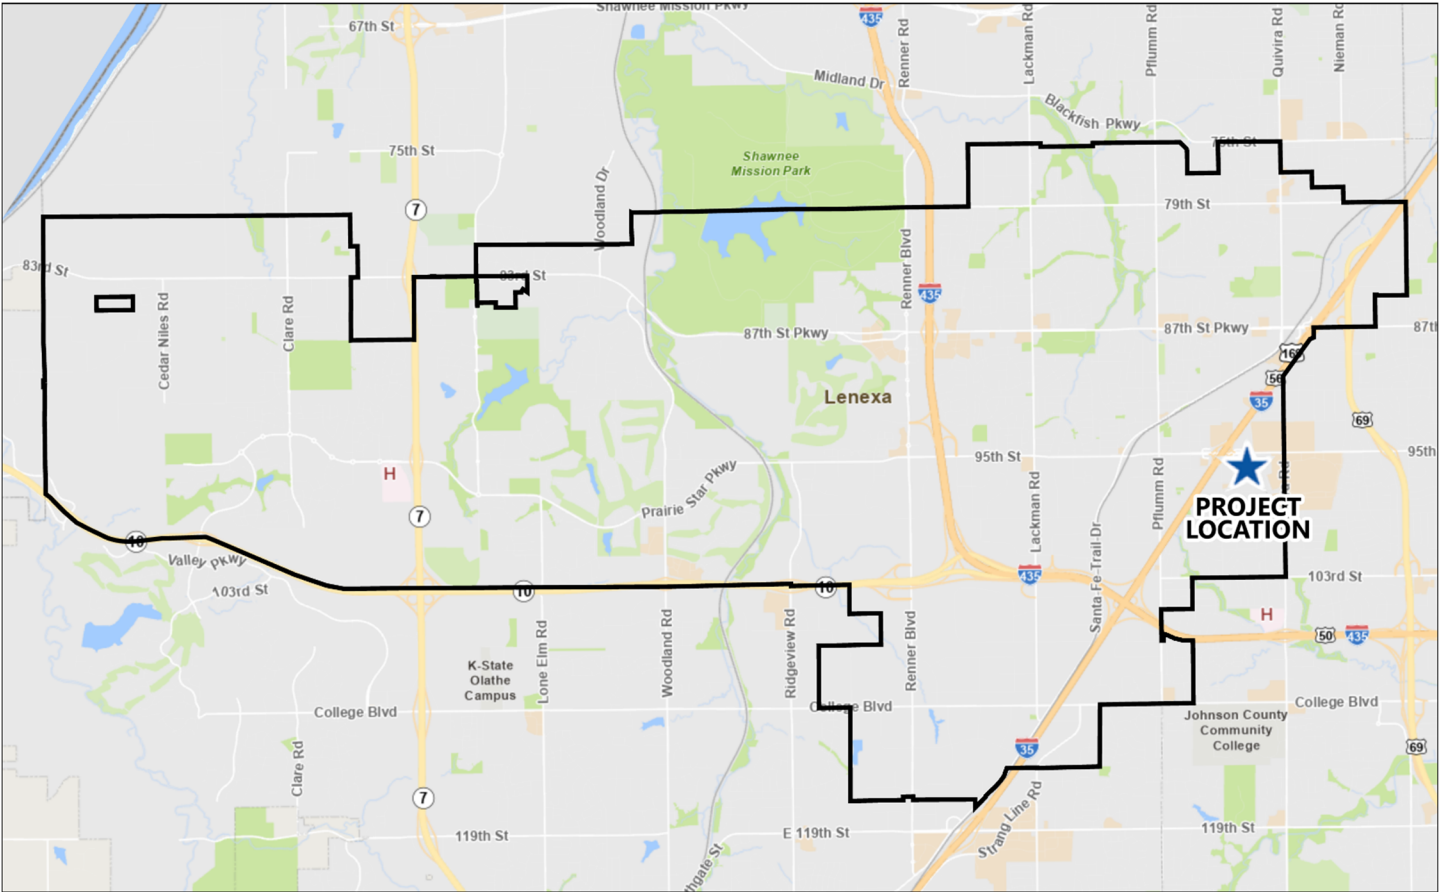 Shawnee Mission Pkwy
67th St
435
Renner Rd
Lackman Rd
Pflumm Rd
Quivira Rd
Nieman Rd
Midland Dr
Blackfish Pkwy
75th St
75th St
Shawnee
Mission Park
Woodland Dr
7
79th St
83rd St
83rd St
Renner Blvd
435
Cedar Niles Rd
Clare Rd
87th St Pkwy
87th St Pkwy
87th
169
56
35
Lenexa
69
H
95th St
95th
Prairie Star Pkwy
Lackman Rd
Pflumm Rd
Rd
PROJECT
LOCATION
7
10
Valley Pkwy
103rd St
10
10
435
Santa-Fe-Trail-Dr
103rd St
H
50
435
K-State
Olathe
Campus
Lone Elm Rd
Woodland Rd
Ridgeview Rd
Renner Blvd
College Blvd
College Blvd
College Blvd
Johnson County
Community
College
Clare Rd
35
69
7
Strang Line Rd
119th St
E 119th St
119th St
thgate St